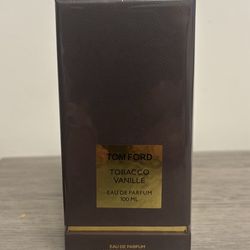 TOM FORD
TOBACCO
VANILLE
EAU DE PARFUM
100 ML
EAU DE PARFUM